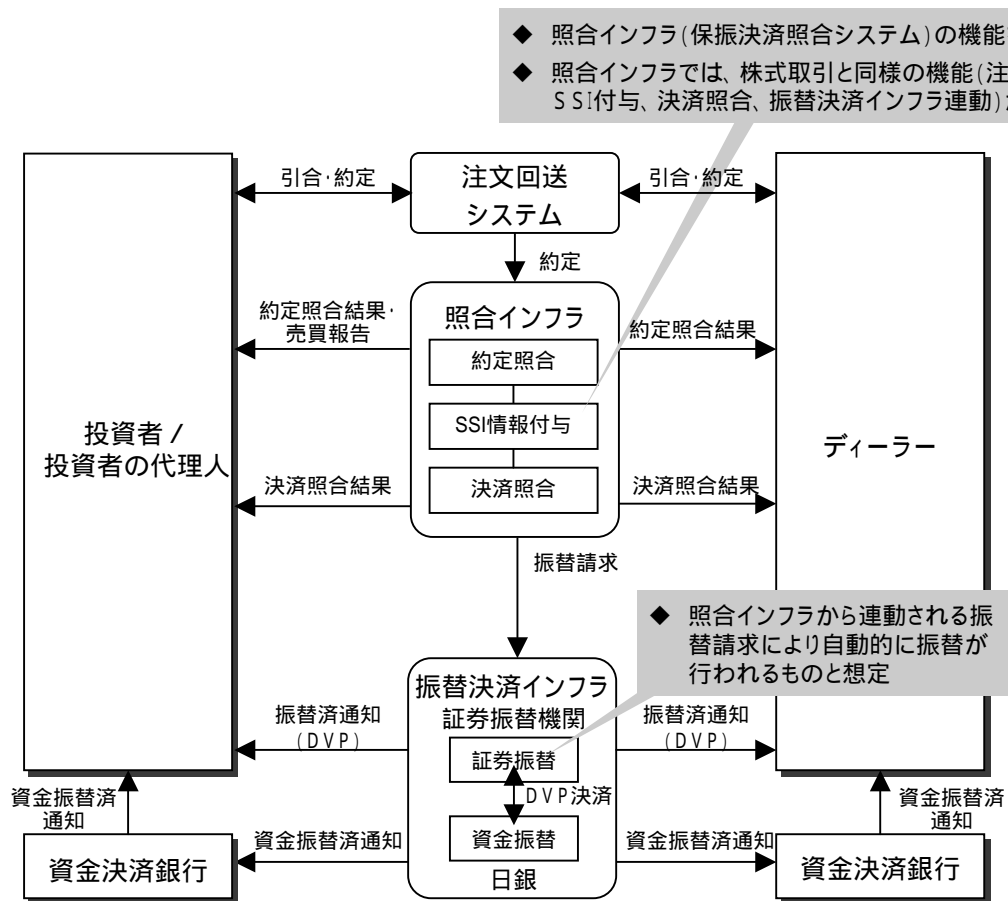 ◆ 照合インフラ(保振決済照合システム)の機能
◆ 照合インフラでは、株式取引と同様の機能(注
SSI付与、決済照合、振替決済インフラ連動)
引合・約定
注文回送
システム
引合・約定
約定
約定照合結果・
売買報告
照合インフラ
約定照合結果
約定照合
SSI情報付与
決済照合
投資者/
投資者の代理人
ディーラー
決済照合結果
決済照合結果
振替請求
◆ 照合インフラから連動される振
替請求により自動的に振替が
行われるものと想定
振替決済インフラ
証券振替機関
振替済通知
(DVP)
振替済通知
(DVP)
証券振替
DVP決済
資金振替
日銀
資金振替済
通知
資金振替済
通知
資金振替済通知
資金振替済通知
資金決済銀行
資金決済銀行